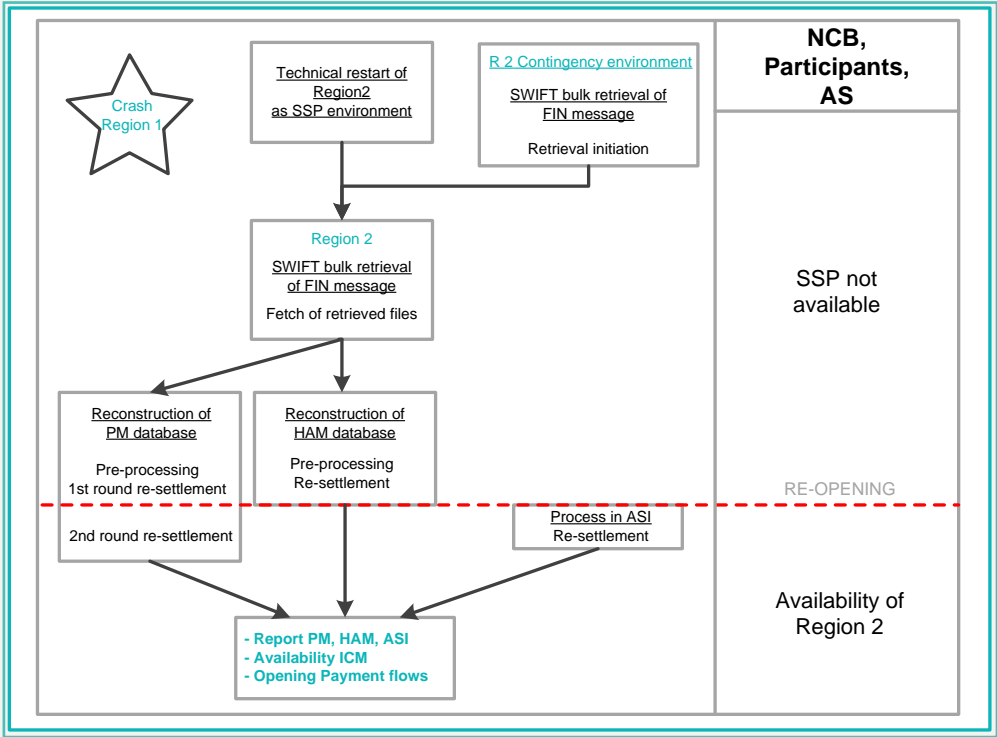 Crash
Region 1
Technical restart of
Region2
as SSP environment
R 2 Contingency environment
SWIFT bulk retrieval of
FIN message
Retrieval initiation
NCB,
Participants,
AS
Region 2
SWIFT bulk retrieval
of FIN message
Fetch of retrieved files
SSP not
available
Reconstruction of
PM database
Pre-processing
1st round re-settlement
Reconstruction of
HAM database
Pre-processing
Re-settlement
RE-OPENING
2nd round re-settlement
Process in ASI
Re-settlement
Availability of
Region 2
- Report PM, HAM, ASI
- Availability ICM
- Opening Payment flows